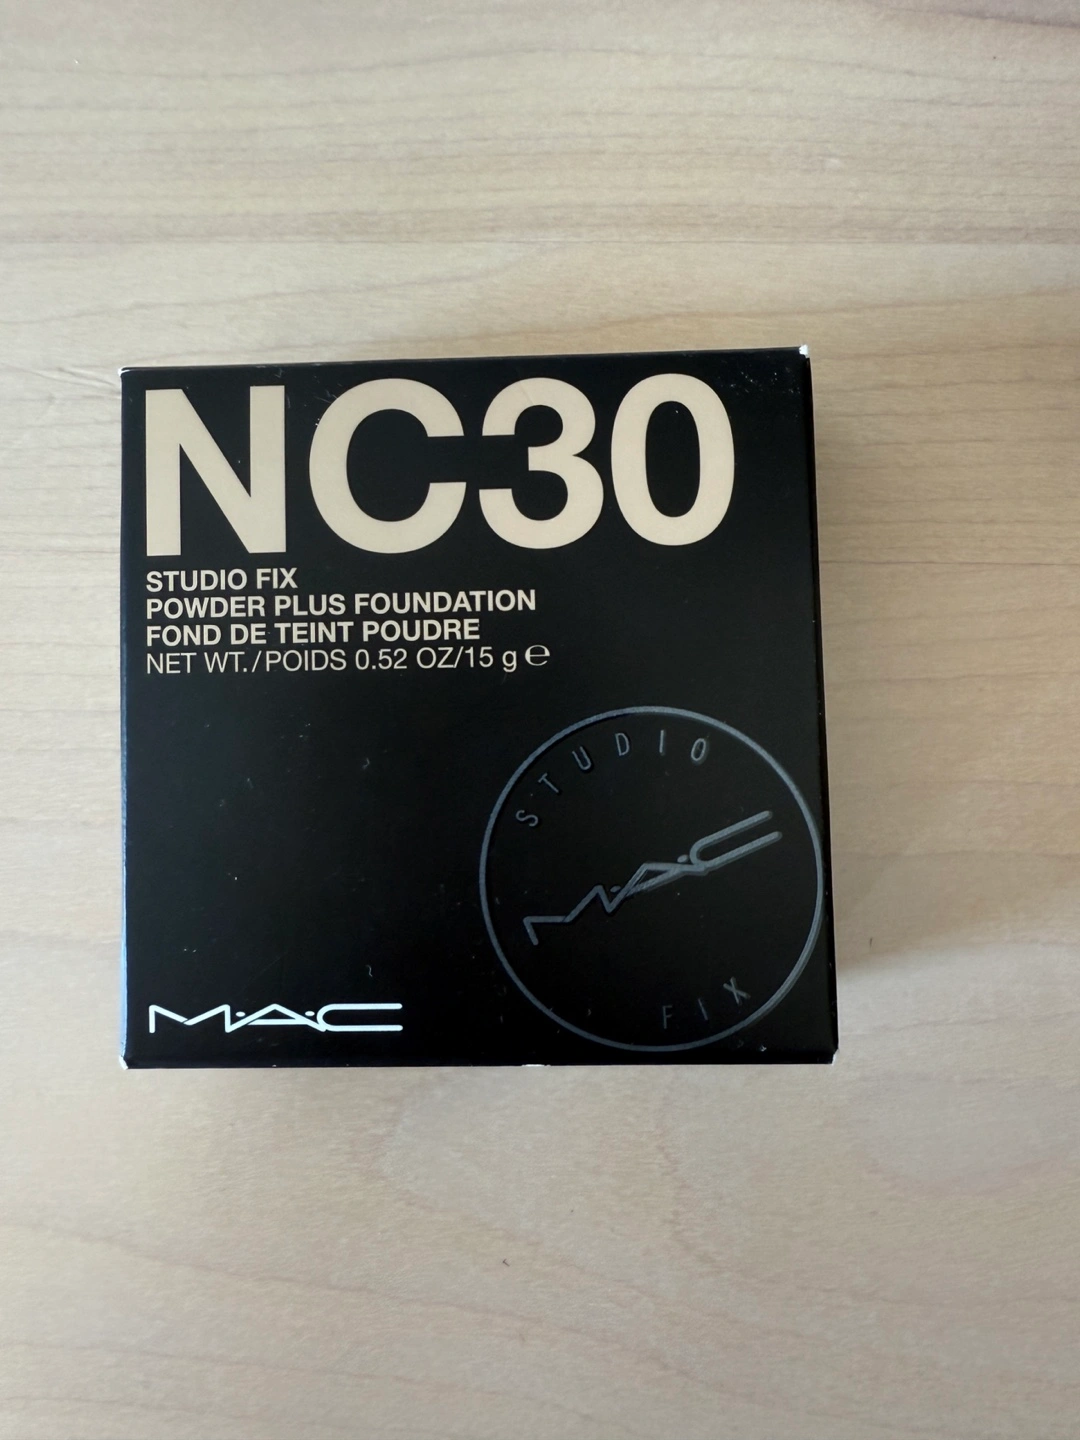 NC30
STUDIO FIX
POWDER PLUS FOUNDATION
FOND DE TEINT POUDRE
NET WT./POIDS 0.52 OZ/15 g ℮
STUDIO
M·A·C
FIX
M·A·C